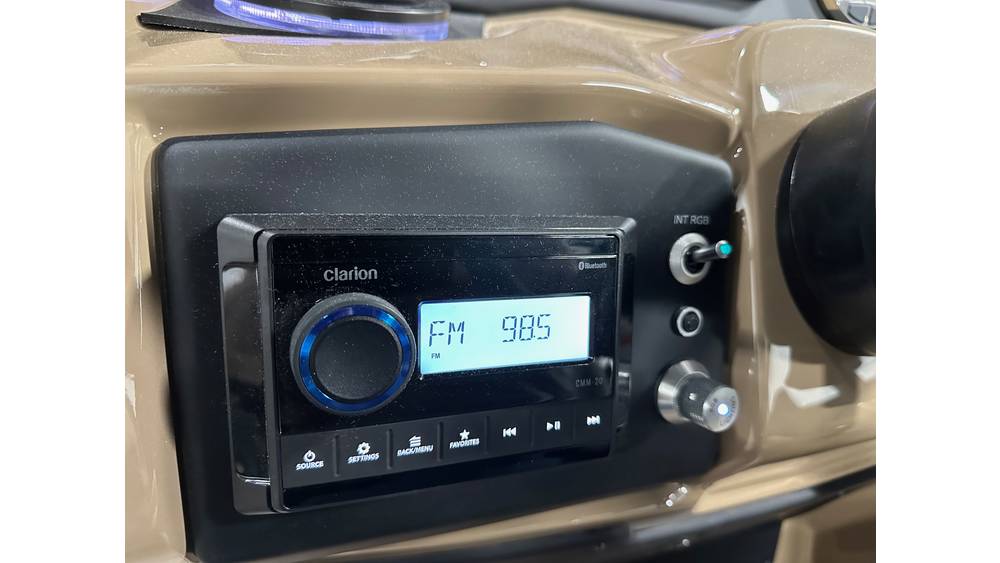 INT RGB
clarion
Bluetooth
FM 98.5
FM
CMM-20
SOURCE
SETTINGS
BACK/MENU
FAVORITES